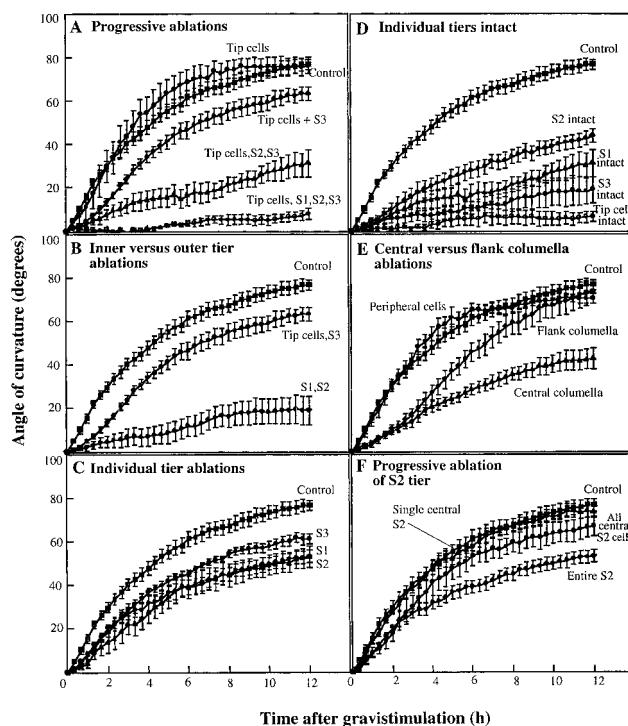 Angle of curvature (degrees)
A Progressive ablations
100
80
60
40
20
Tip cells
Control
Tip cells + S3
Tip cells,S2,S3
Tip cells, S1,S2,S3
D Individual tiers intact
Control
S2 intact
S1
intact
S3
intact
Tip cell
intact
B Inner versus outer tier
ablations
80
60
40
20
Control
Tip cells,S3
S1,S2
E Central versus flank columella
ablations
Control
Peripheral cells
Flank columella
Central columella
C Individual tier ablations
100
80
60
40
20
0
Control
S3
S1
S2
0 2 4 6 8 10 12
F Progressive ablation
of S2 tier
Control
Single central
S2
All
central
S2 cell
Entire S2
0 2 4 6 8 10 12
Time after gravistimulation (h)